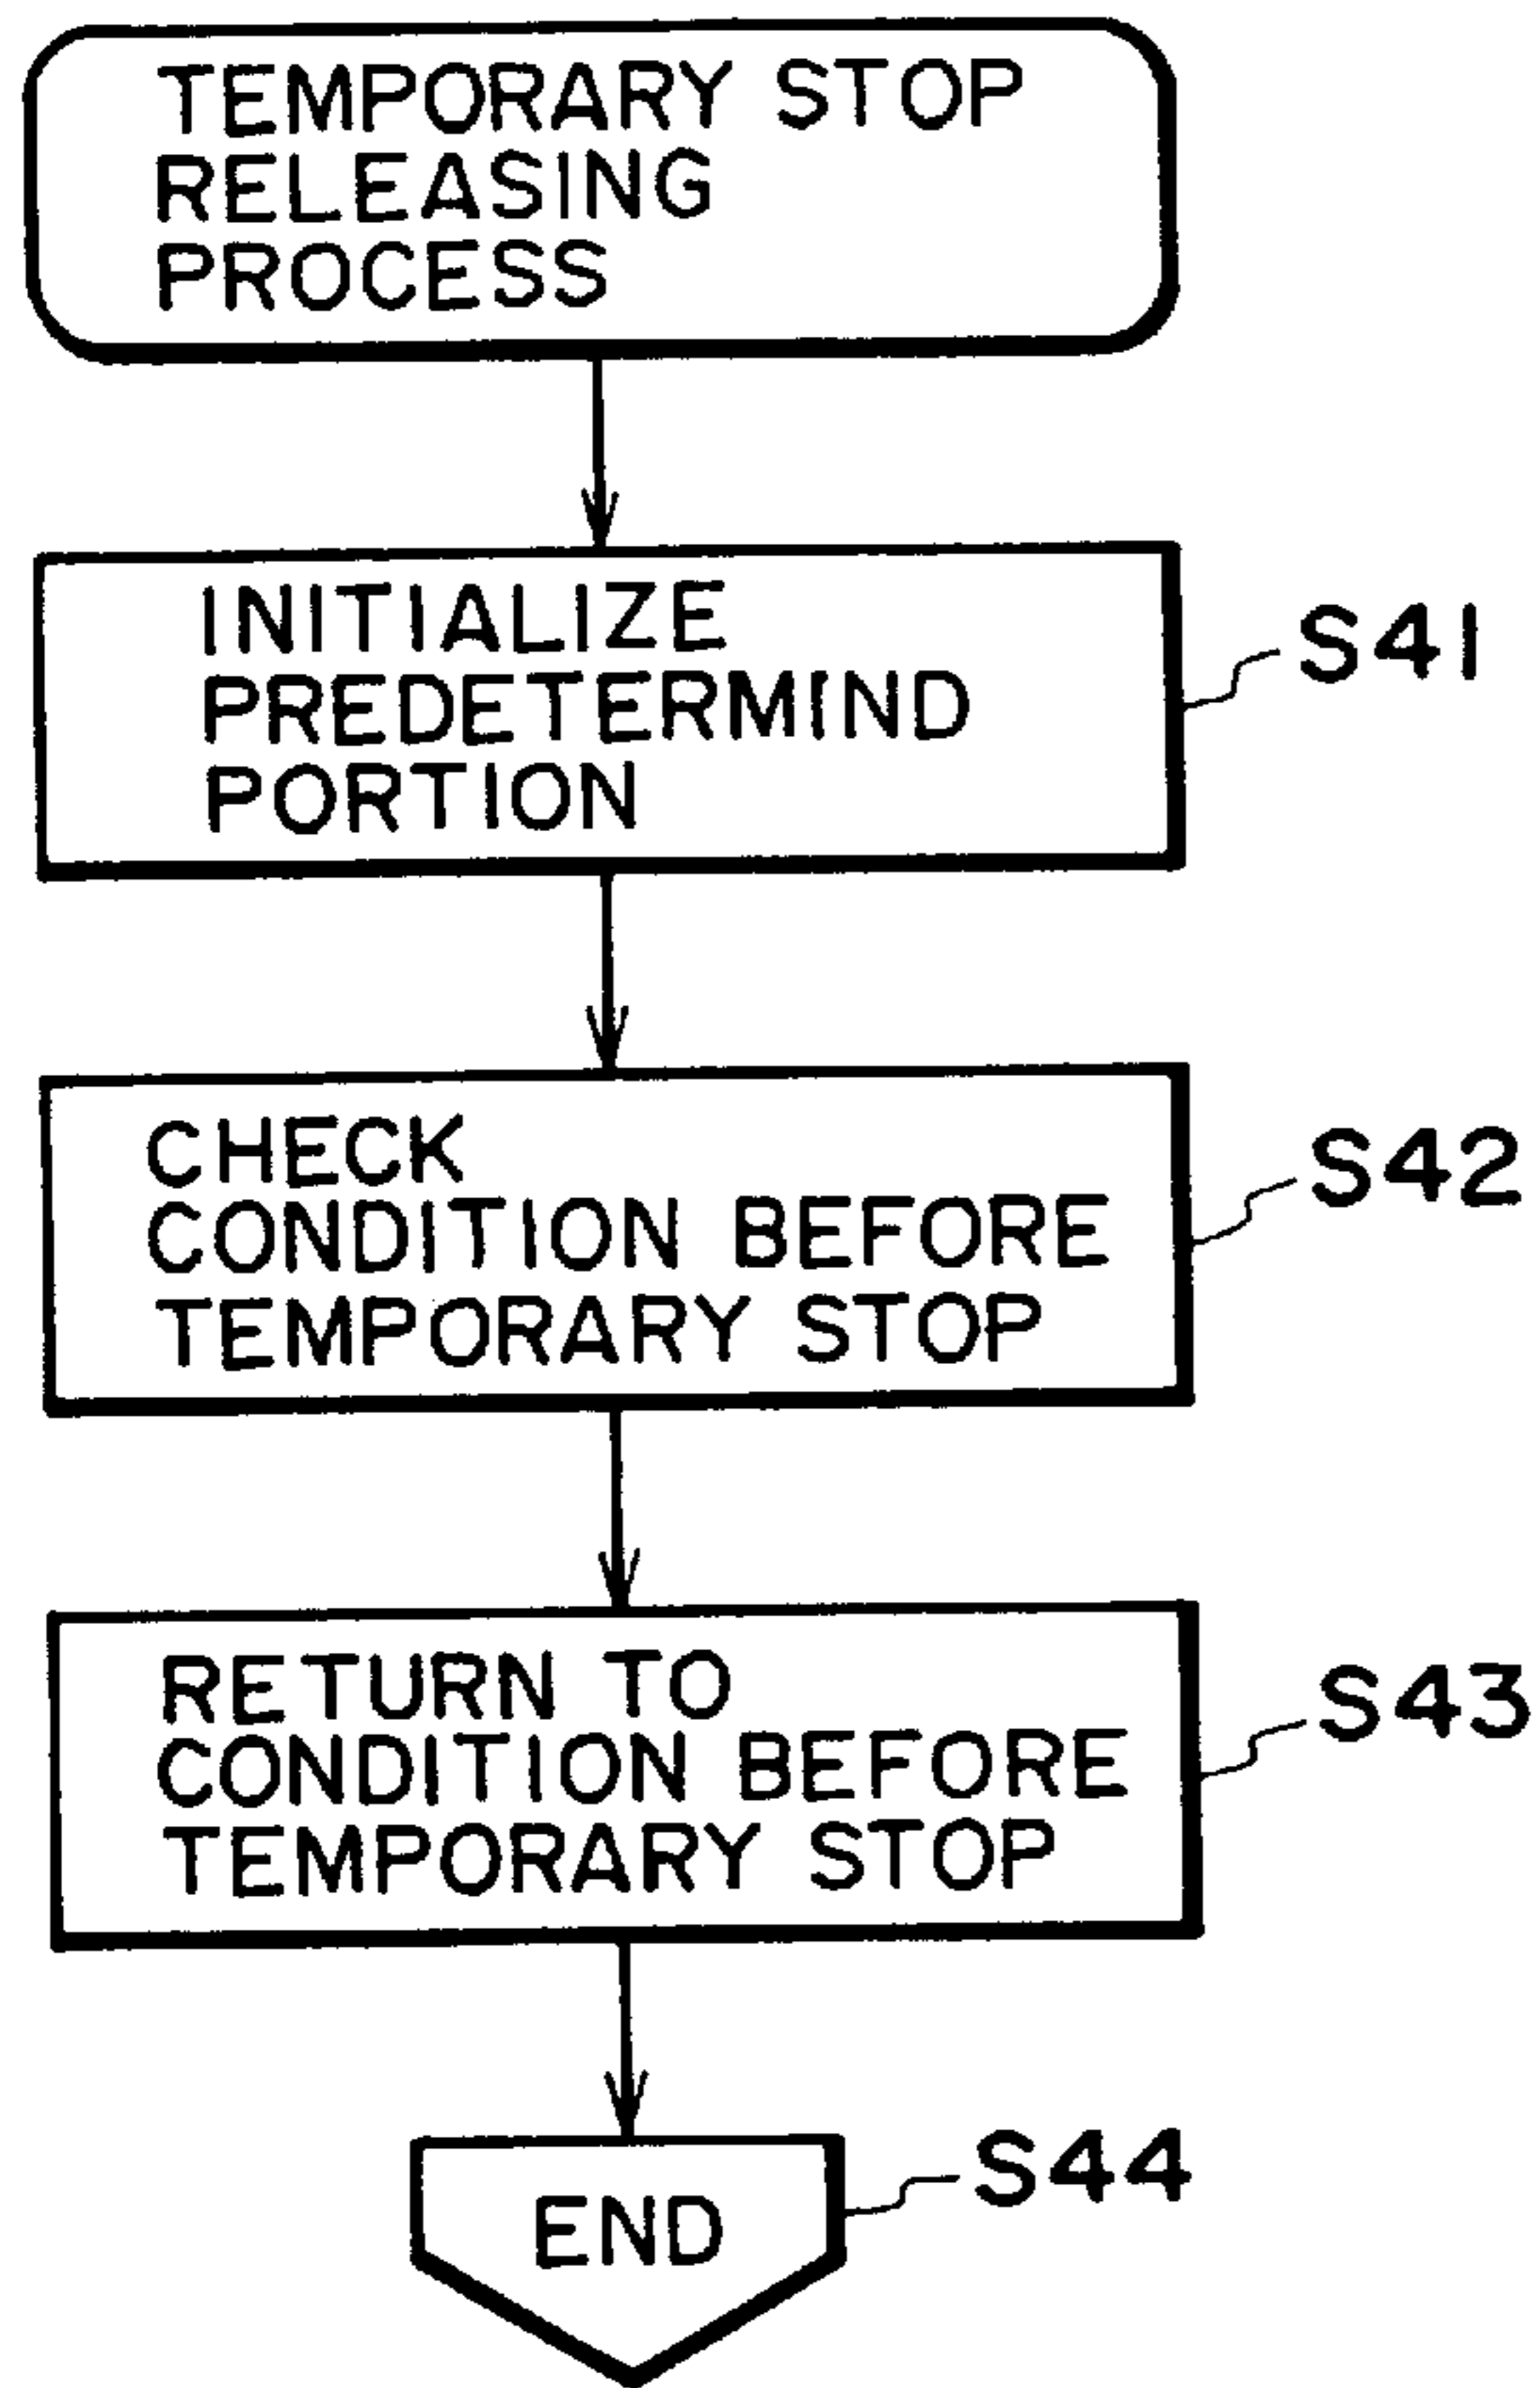 TEMPORARY STOP
RELEASING
PROCESS
INITIALIZE
PREDETERMIND
PORTION
S41
CHECK
CONDITION BEFORE
TEMPORARY STOP
S42
RETURN TO
CONDITION BEFORE
TEMPORARY STOP
S43
END
S44